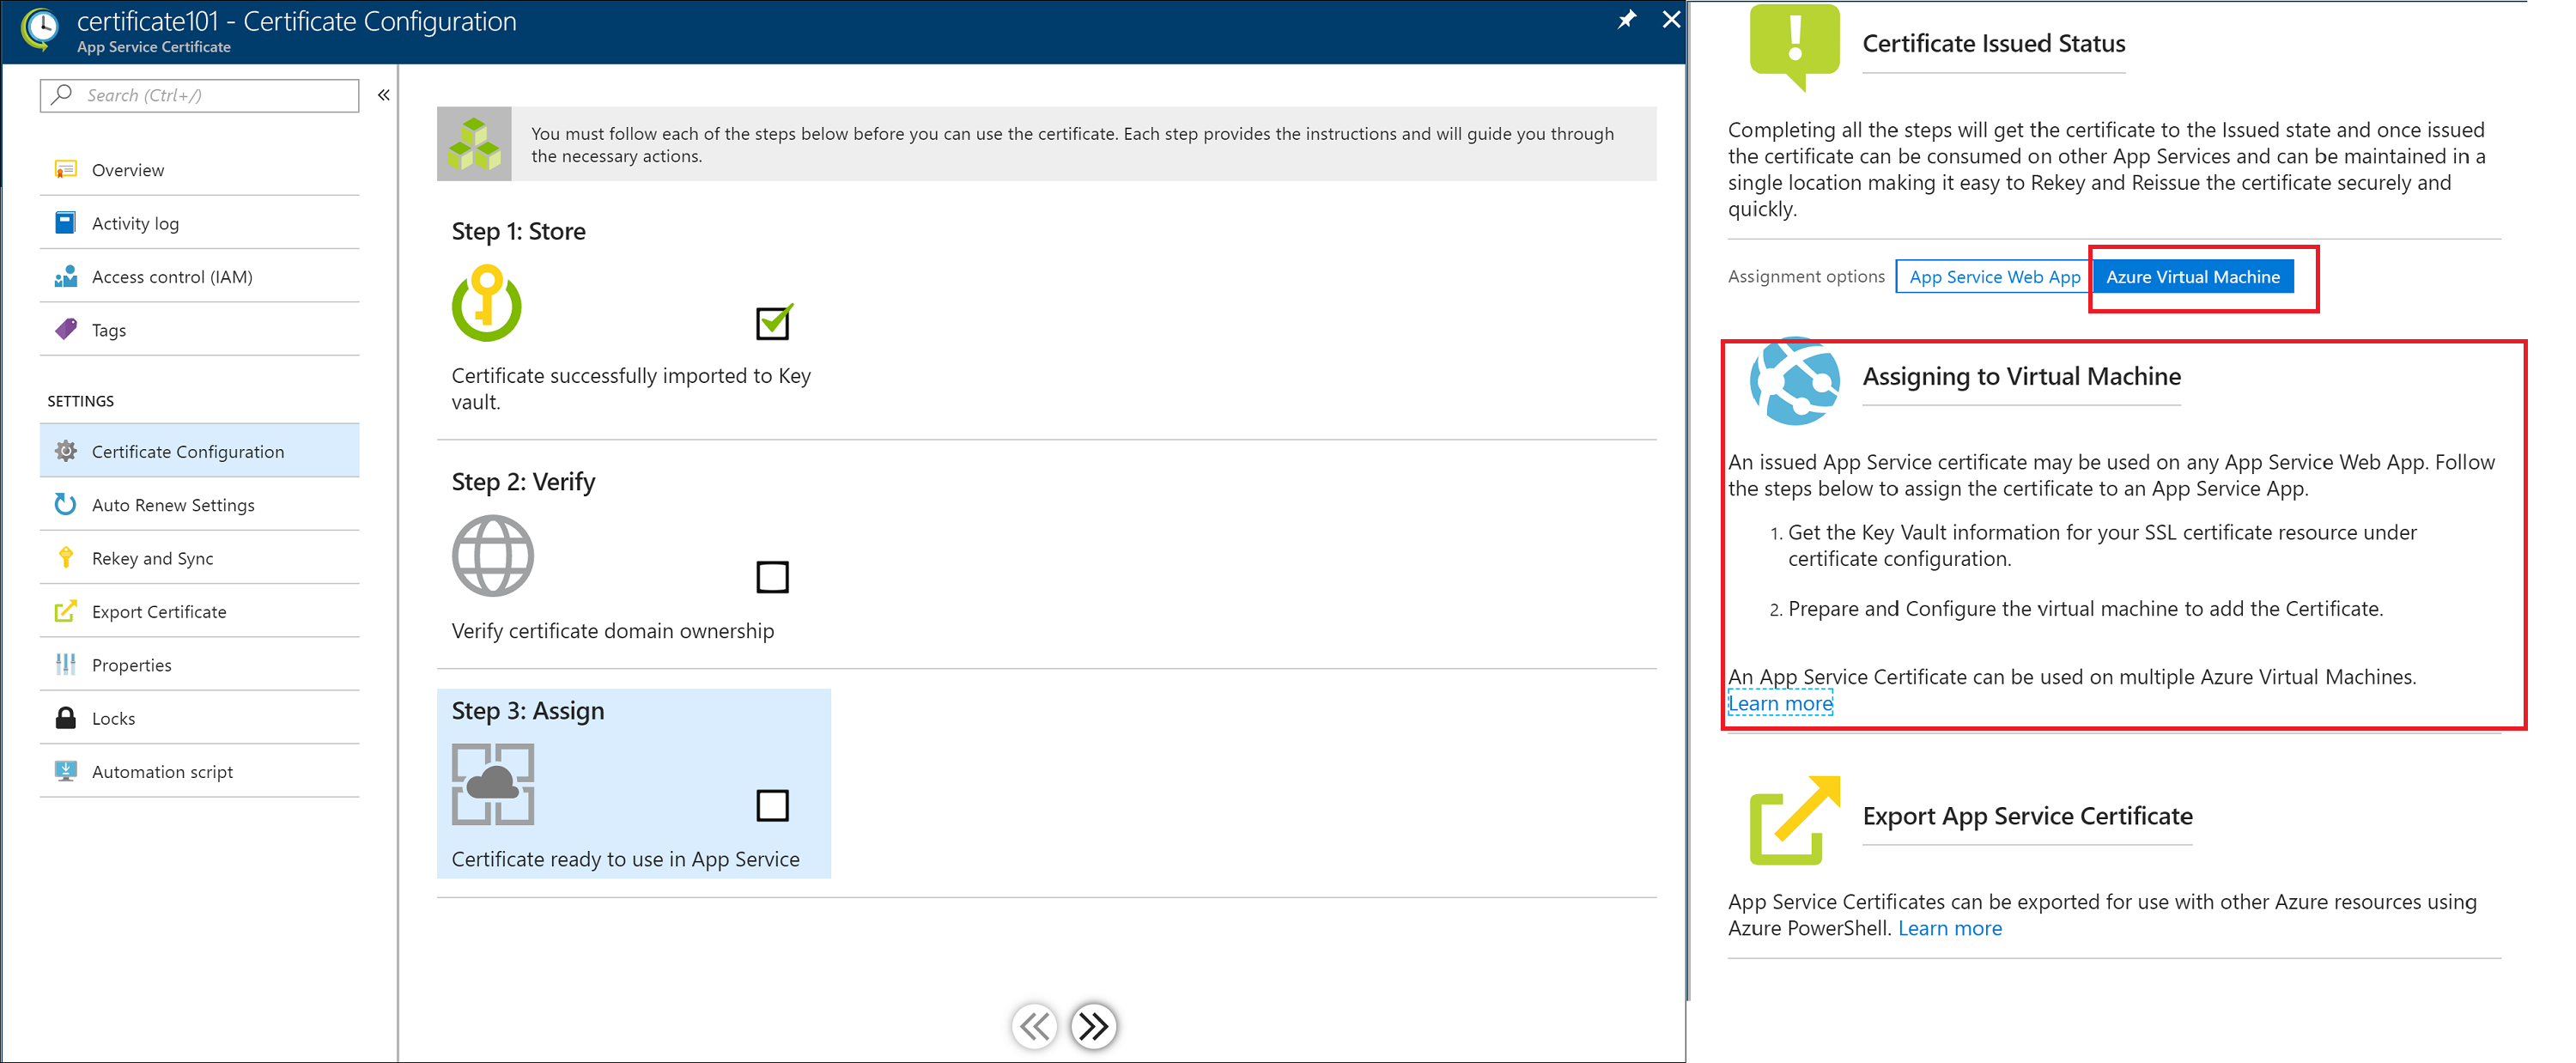 certificate101 - Certificate Configuration
App Service Certificate
Search (Ctrl+/)
Overview
Activity log
Access control (IAM)
Tags
SETTINGS
Certificate Configuration
Auto Renew Settings
Rekey and Sync
Export Certificate
Properties
Locks
Automation script
You must follow each of the steps below before you can use the certificate. Each step provides the instructions and will guide you through
the necessary actions.
Step 1: Store
Certificate successfully imported to Key
vault.
Step 2: Verify
Verify certificate domain ownership
Step 3: Assign
Certificate ready to use in App Service
Certificate Issued Status
Completing all the steps will get the certificate to the Issued state and once issued
the certificate can be consumed on other App Services and can be maintained in a
single location making it easy to Rekey and Reissue the certificate securely and
quickly.
Assignment options App Service Web App Azure Virtual Machine
Assigning to Virtual Machine
An issued App Service certificate may be used on any App Service Web App. Follow
the steps below to assign the certificate to an App Service App.
1. Get the Key Vault information for your SSL certificate resource under
certificate configuration.
2. Prepare and Configure the virtual machine to add the Certificate.
An App Service Certificate can be used on multiple Azure Virtual Machines.
Learn more
Export App Service Certificate
App Service Certificates can be exported for use with other Azure resources using
Azure PowerShell. Learn more